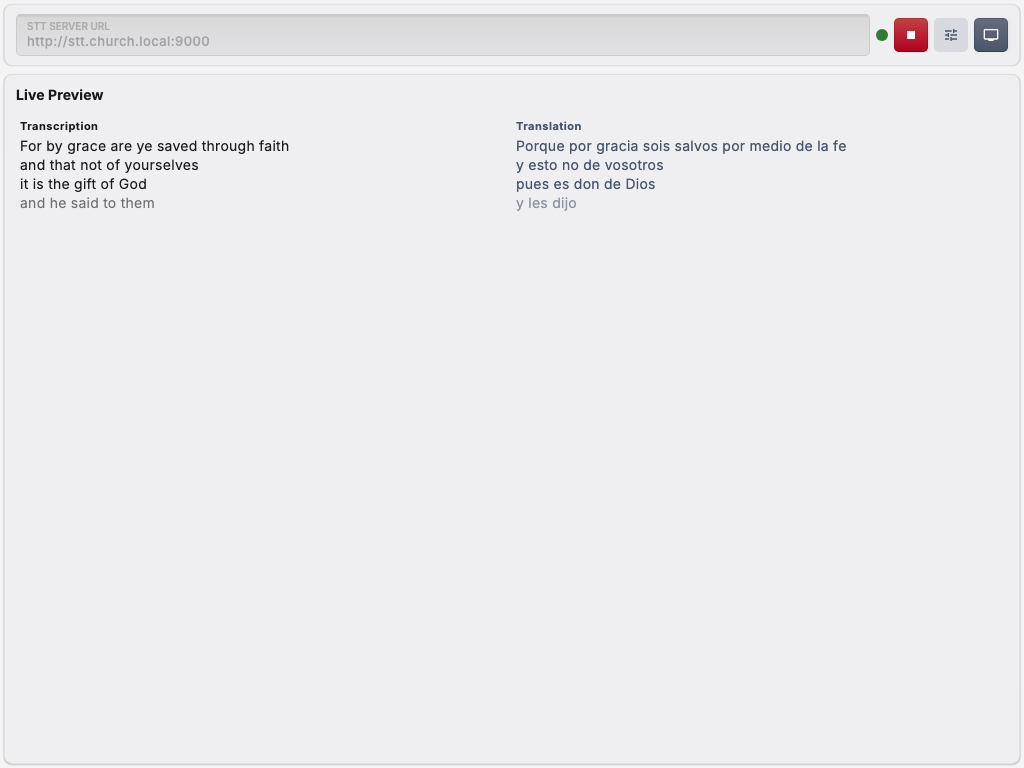 STT SERVER URL
http://stt.church.local:9000
Live Preview
Transcription
For by grace are ye saved through faith
and that not of yourselves
it is the gift of God
and he said to them
Translation
Porque por gracia sois salvos por medio de la fe
y esto no de vosotros
pues es don de Dios
y les dijo